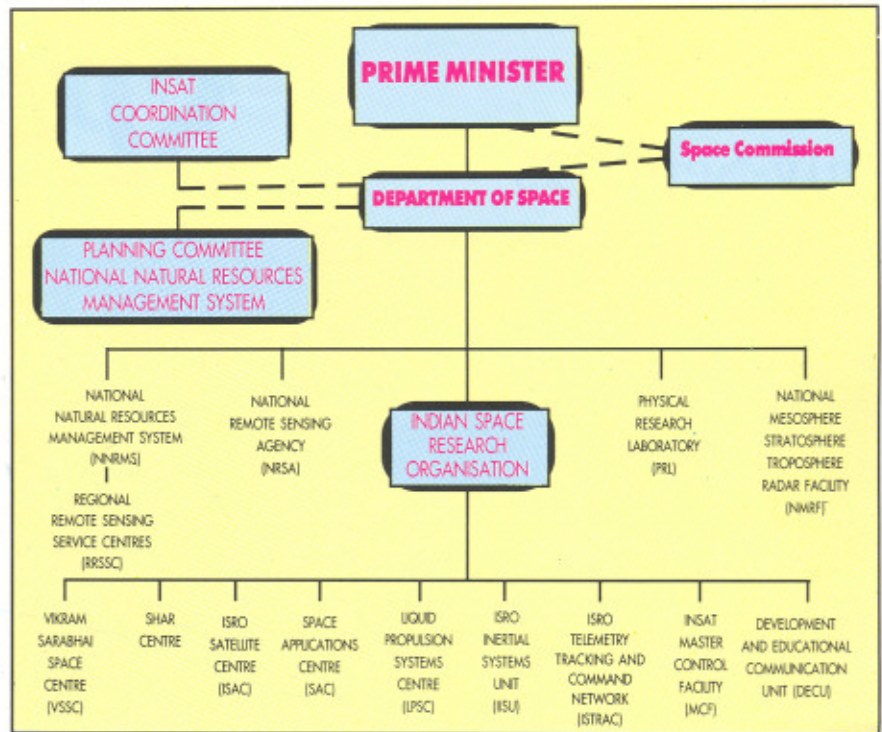 PRIME MINISTER
INSAT
COORDINATION
COMMITTEE
Space Commission
DEPARTMENT OF SPACE
PLANNING COMMITTEE
NATIONAL NATURAL RESOURCES
MANAGEMENT SYSTEM
NATIONAL
NATURAL RESOURCES
MANAGEMENT SYSTEM
(NNRMS)
REGIONAL
REMOTE SENSING
SERVICE CENTRES
(RRSSC)
NATIONAL
REMOTE SENSING
AGENCY
(NRSA)
INDIAN SPACE
RESEARCH
ORGANISATION
PHYSICAL
RESEARCH
LABORATORY
(PRL)
NATIONAL
MESOSPHERE
STRATOSPHERE
TROPOSPHERE
RADAR FACILITY
(NMRF)
VIKRAM
SARABHAI
SPACE
CENTRE
(VSSC)
SHAR
CENTRE
ISRO
SATELLITE
CENTRE
(ISAC)
SPACE
APPLICATIONS
CENTRE
(SAC)
LIQUID
PROPULSION
SYSTEMS
CENTRE
(LPSC)
ISRO
INERTIAL
SYSTEMS
UNIT
(IISU)
ISRO
TELEMETRY
TRACKING AND
COMMAND
NETWORK
(ISTRAC)
INSAT
MASTER
CONTROL
FACILITY
(MCF)
DEVELOPMENT
AND EDUCATIONAL
COMMUNICATION
UNIT (DECU)